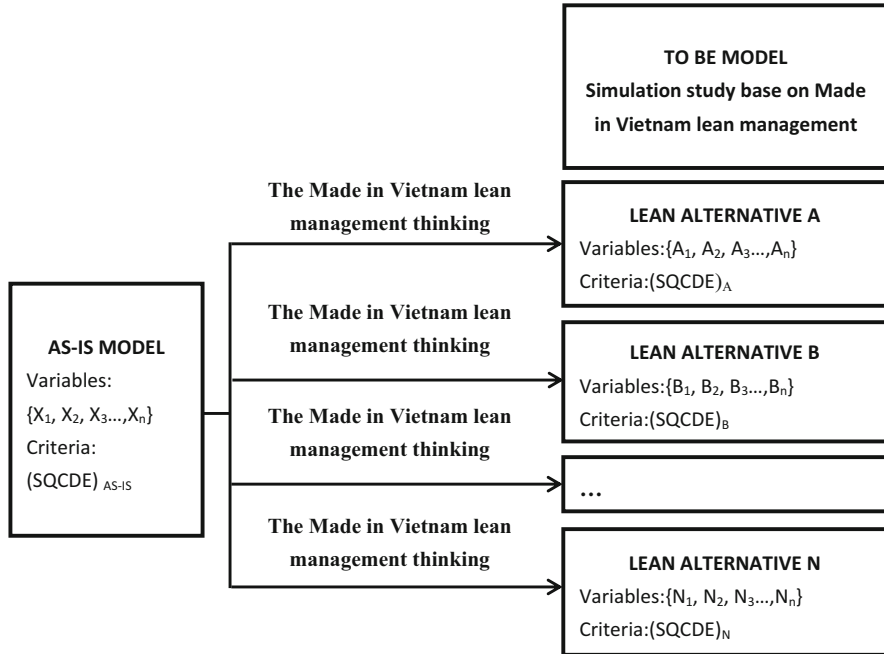 TO BE MODEL
Simulation study base on Made
in Vietnam lean management
The Made in Vietnam lean
management thinking
LEAN ALTERNATIVE A
Variables:{A₁, A₂, A₃...,Aₙ}
Criteria:(SQCDE)_A
AS-IS MODEL
Variables:
{X₁, X₂, X₃...,Xₙ}
Criteria:
(SQCDE) _AS-IS
The Made in Vietnam lean
management thinking
LEAN ALTERNATIVE B
Variables:{B₁, B₂, B₃...,Bₙ}
Criteria:(SQCDE)_B
The Made in Vietnam lean
management thinking
...
The Made in Vietnam lean
management thinking
LEAN ALTERNATIVE N
Variables:{N₁, N₂, N₃...,Nₙ}
Criteria:(SQCDE)_N